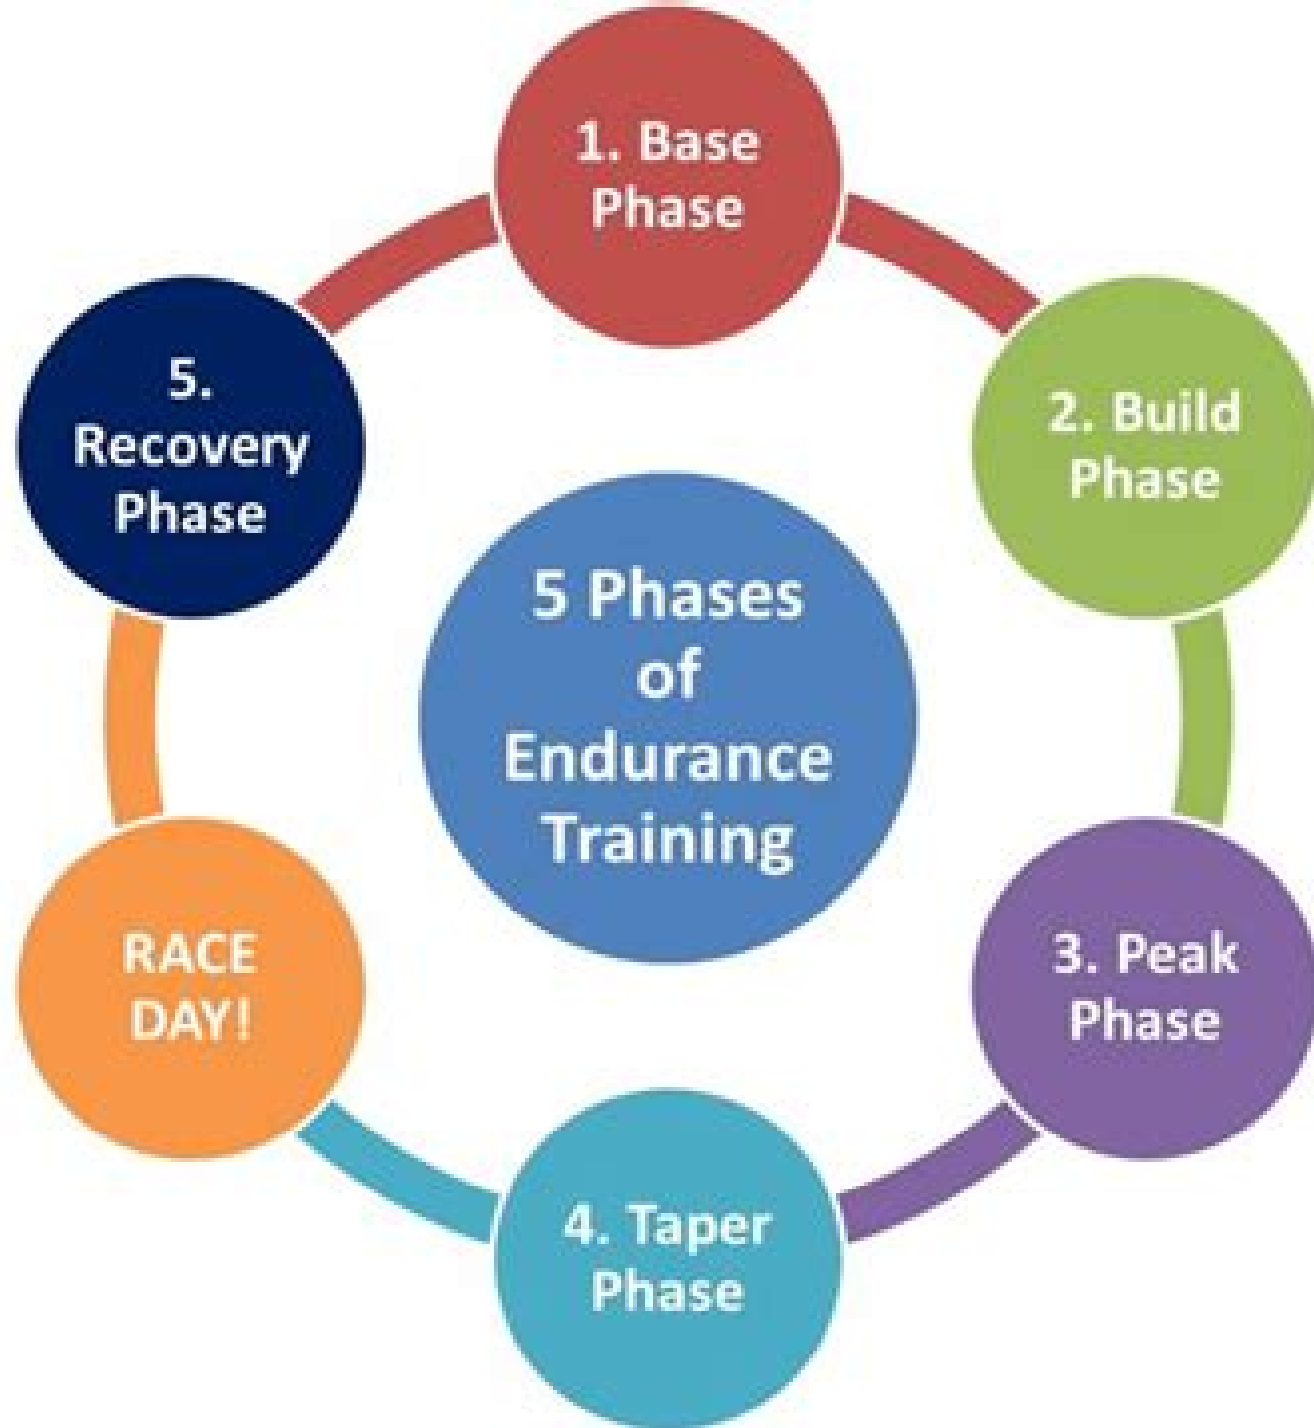 1. Base
Phase
2. Build
Phase
3. Peak
Phase
4. Taper
Phase
RACE
DAY!
5.
Recovery
Phase
5 Phases
of
Endurance
Training